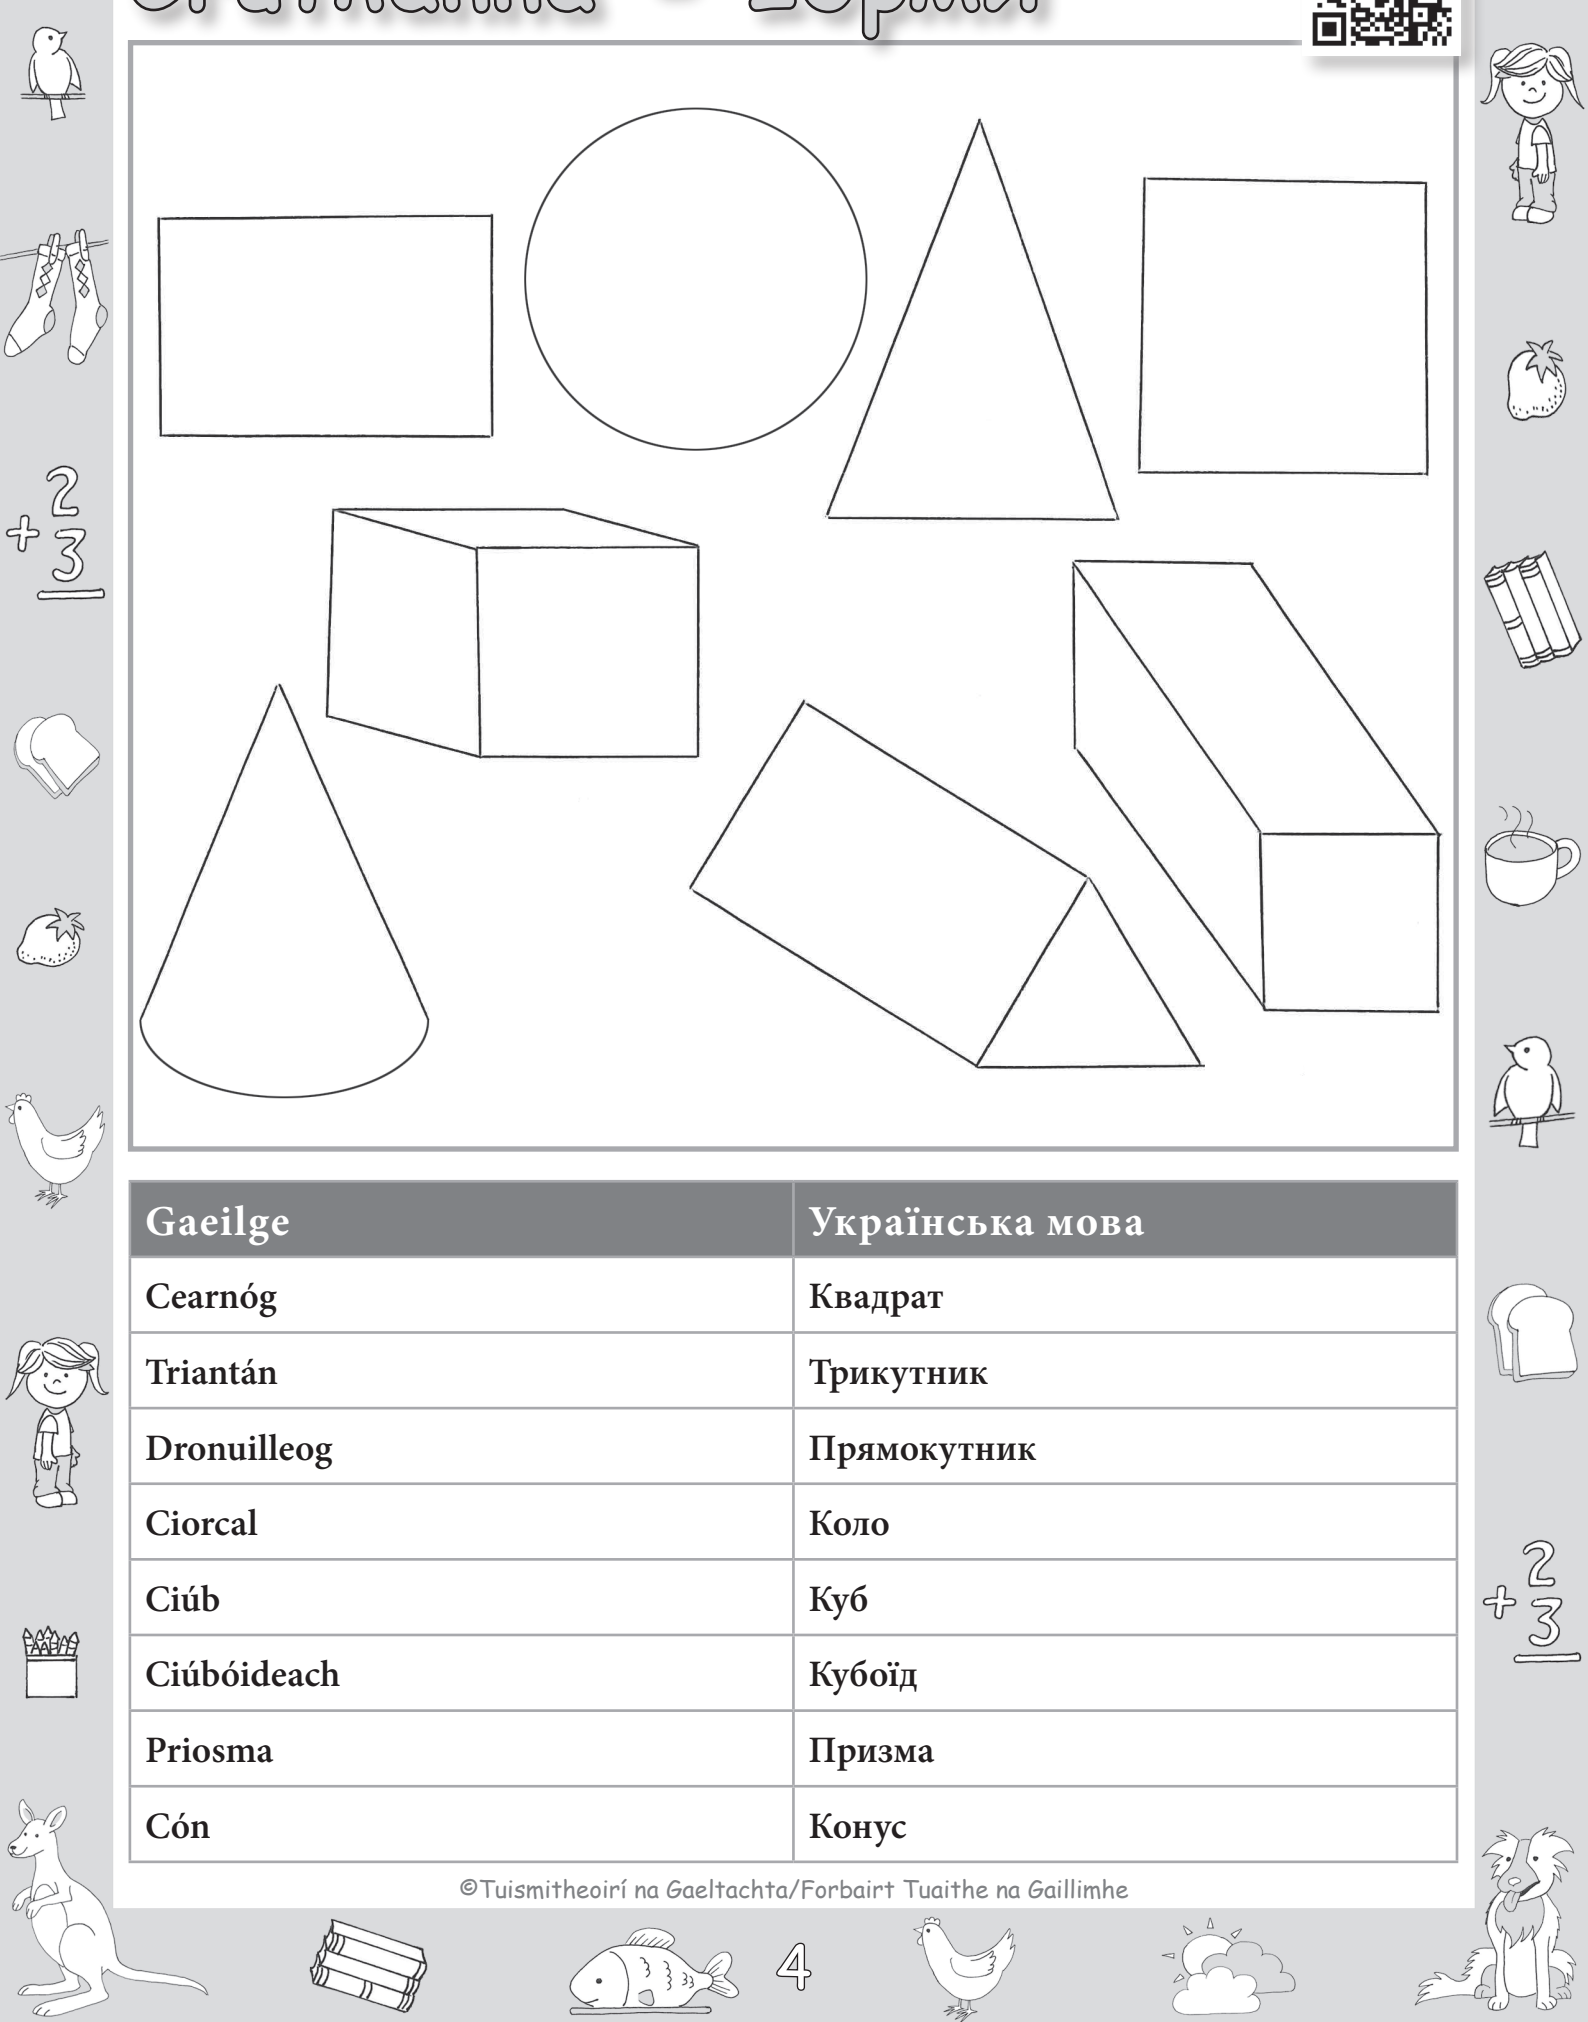 2
+ 3
2
+ 3
Gaeilge Українська мова
Cearnóg Квадрат
Triantán Трикутник
Dronuilleog Прямокутник
Ciorcal Коло
Ciúb Куб
Ciúbóideach Кубоїд
Priosma Призма
Cón Конус
©Tuismitheoirí na Gaeltachta/Forbairt Tuaithe na Gaillimhe
4